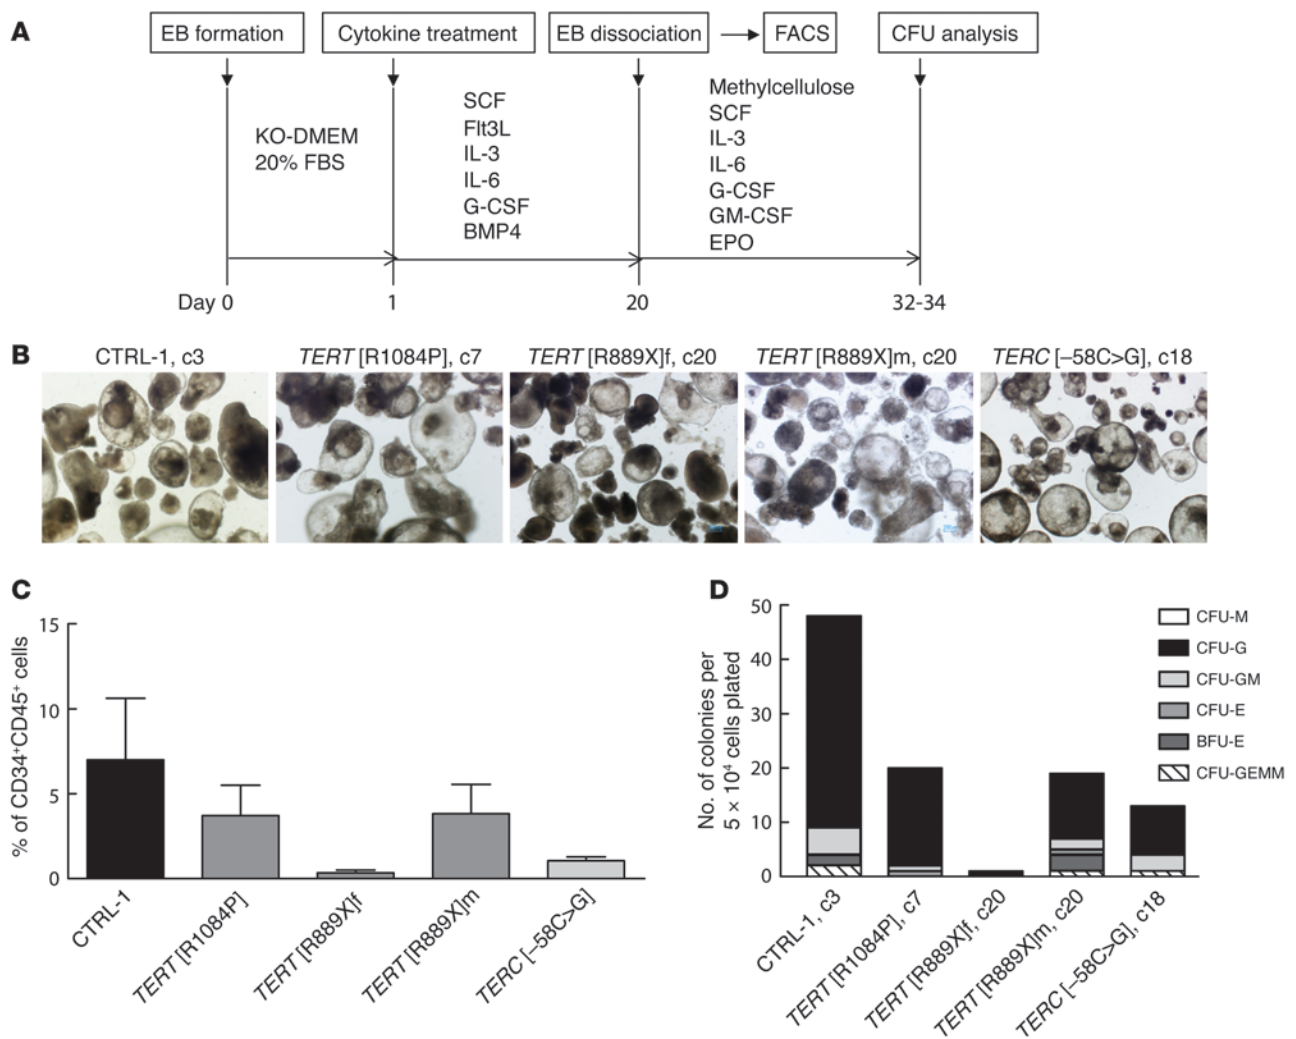 A
EB formation
Cytokine treatment
EB dissociation
FACS
CFU analysis
KO-DMEM
20% FBS
SCF
Flt3L
IL-3
IL-6
G-CSF
BMP4
Methylcellulose
SCF
IL-3
IL-6
G-CSF
GM-CSF
EPO
Day 0
1
20
32-34
B
CTRL-1, c3
TERT [R1084P], c7
TERT [R889X]f, c20
TERT [R889X]m, c20
TERC [–58C>G], c18
C
% of CD34⁺CD45⁺ cells
15
10
5
0
CTRL-1
TERT [R1084P]
TERT [R889X]f
TERT [R889X]m
TERC [–58C>G]
D
No. of colonies per
5 × 10⁴ cells plated
50
40
30
20
10
0
CFU-M
CFU-G
CFU-GM
CFU-E
BFU-E
CFU-GEMM
CTRL-1, c3
TERT [R1084P], c7
TERT [R889X]f, c20
TERT [R889X]m, c20
TERC [–58C>G], c18